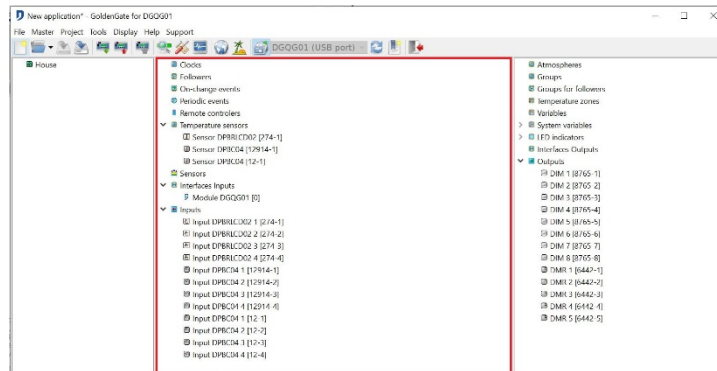 New application* - GoldenGate for DGQG01
File Master Project Tools Display Help Support
DGQG01 (USB port)
House
Clocks
Followers
On-change events
Periodic events
Remote controlers
Temperature sensors
Sensor DPBRLCD02 [274-1]
Sensor DPBC04 [12914-1]
Sensor DPBC04 [12-1]
Sensors
Interfaces Inputs
Module DGQG01 [0]
Inputs
Input DPBRLCD02 1 [274-1]
Input DPBRLCD02 2 [274-2]
Input DPBRLCD02 3 [274-3]
Input DPBRLCD02 4 [274-4]
Input DPBC04 1 [12914-1]
Input DPBC04 2 [12914-2]
Input DPBC04 3 [12914-3]
Input DPBC04 4 [12914-4]
Input DPBC04 1 [12-1]
Input DPBC04 2 [12-2]
Input DPBC04 3 [12-3]
Input DPBC04 4 [12-4]
Atmospheres
Groups
Groups for followers
Temperature zones
Variables
System variables
LED indicators
Interfaces Outputs
Outputs
DIM 1 [8765-1]
DIM 2 [8765-2]
DIM 3 [8765-3]
DIM 4 [8765-4]
DIM 5 [8765-5]
DIM 6 [8765-6]
DIM 7 [8765-7]
DIM 8 [8765-8]
DMR 1 [6442-1]
DMR 2 [6442-2]
DMR 3 [6442-3]
DMR 4 [6442-4]
DMR 5 [6442-5]